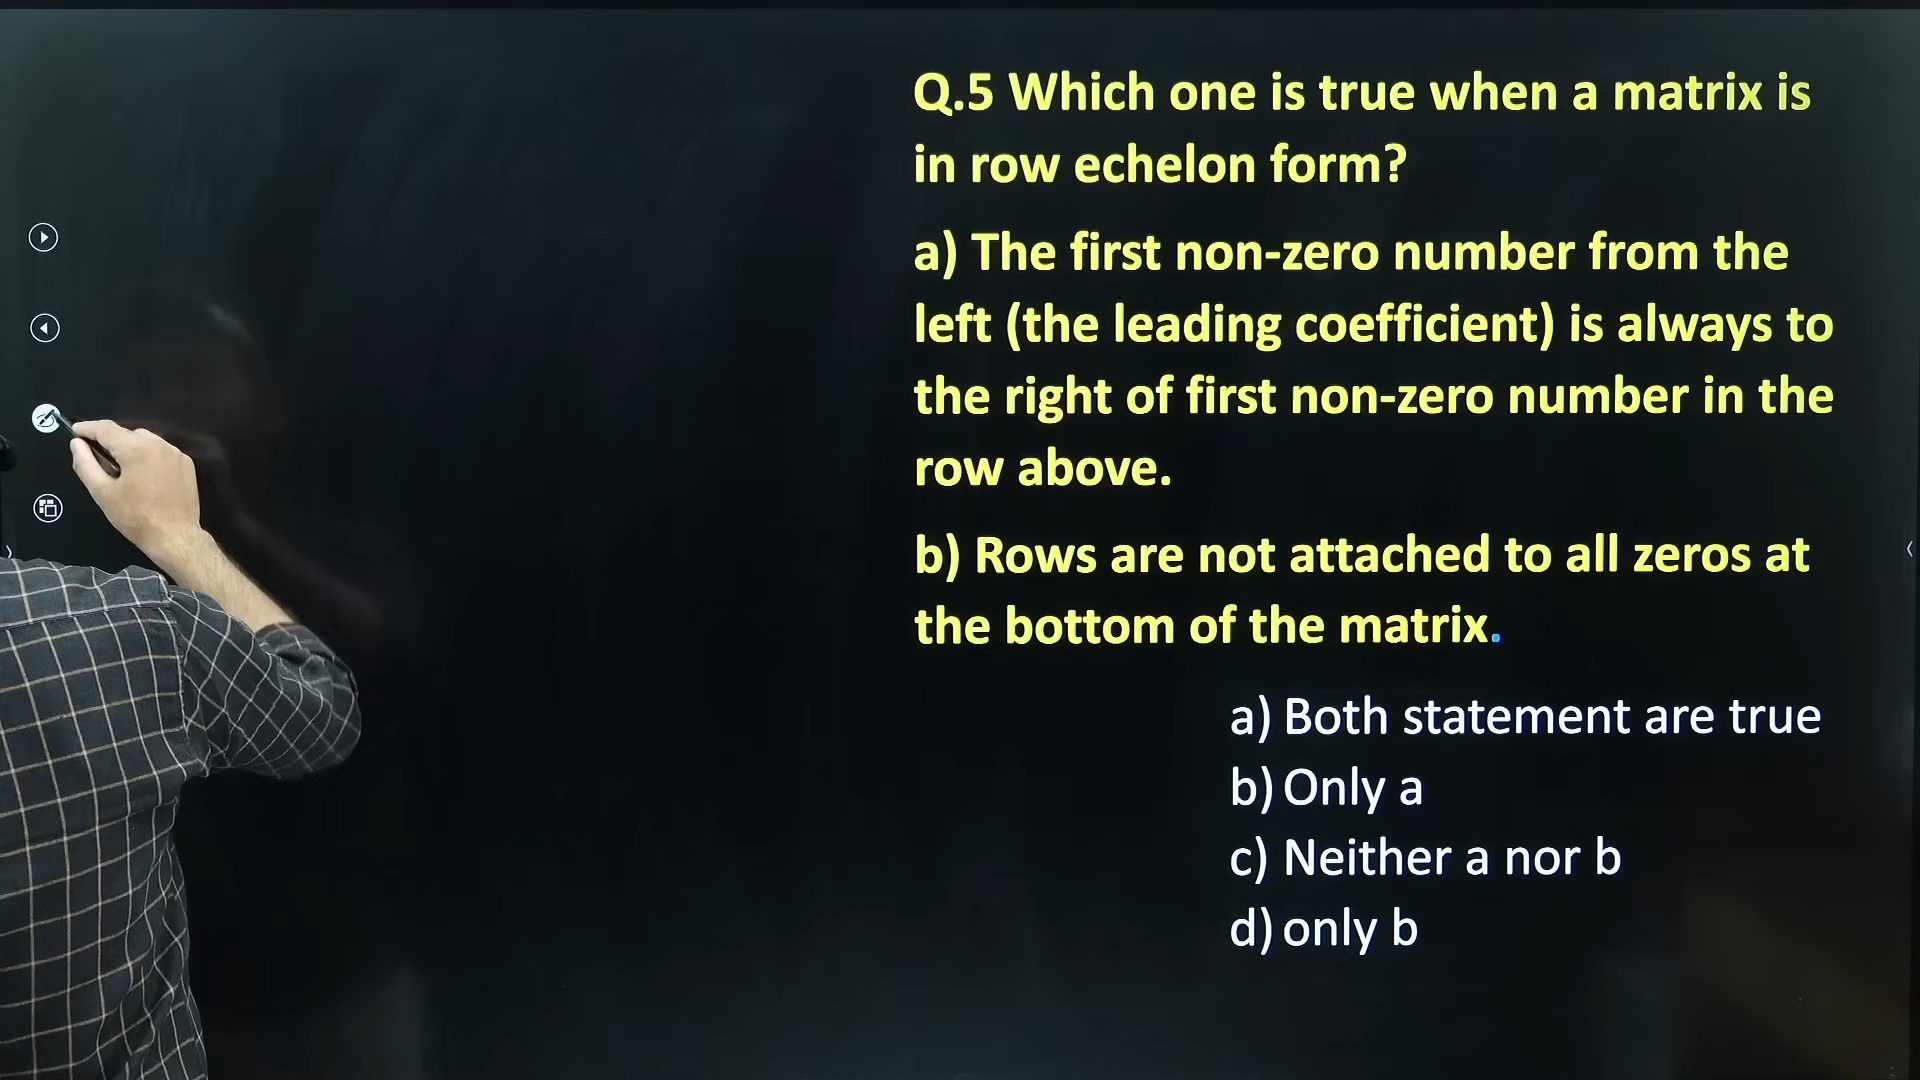 Q.5 Which one is true when a matrix is
in row echelon form?
a) The first non-zero number from the
left (the leading coefficient) is always to
the right of first non-zero number in the
row above.
b) Rows are not attached to all zeros at
the bottom of the matrix.
a) Both statement are true
b) Only a
c) Neither a nor b
d) only b